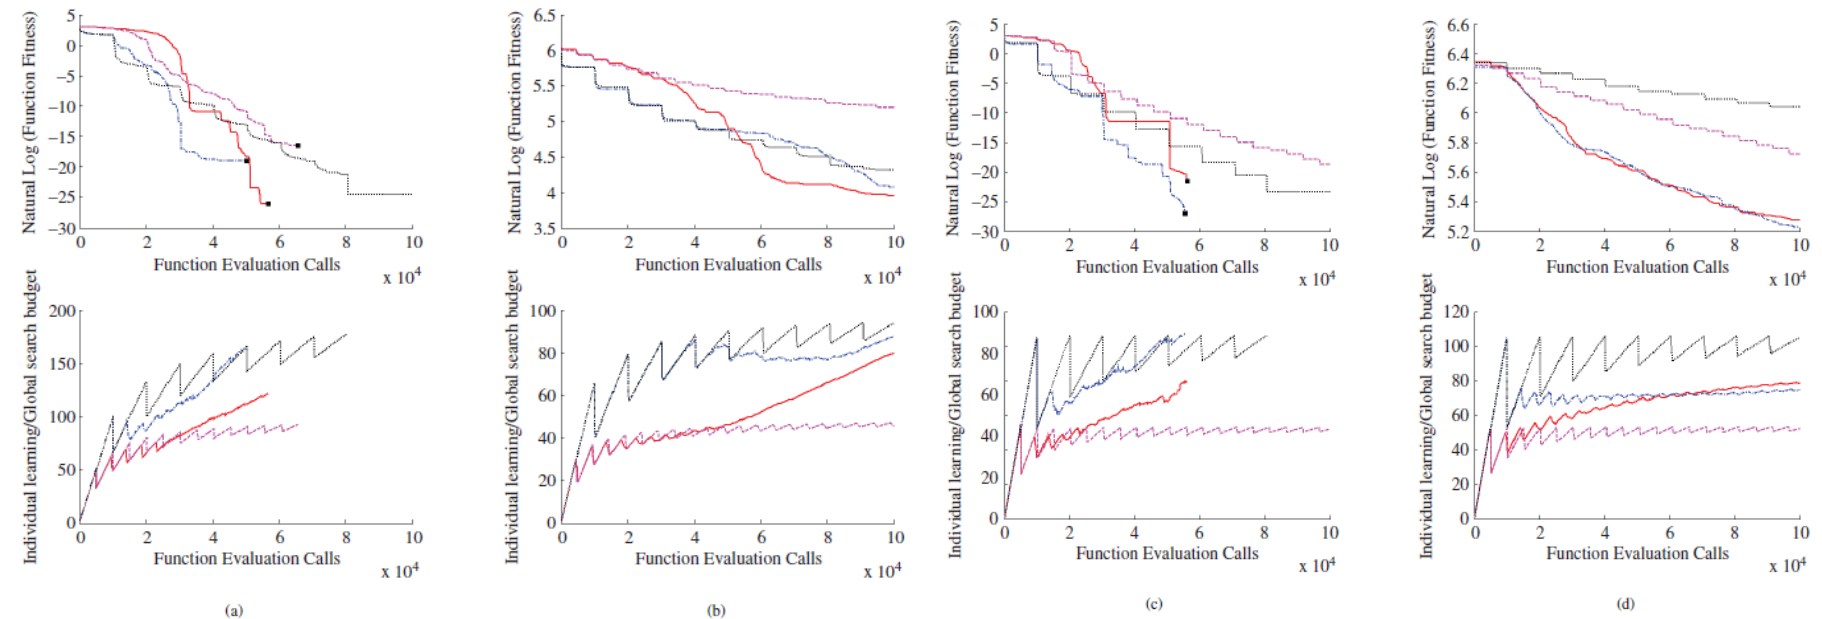 Natural Log (Function Fitness)
5
0
−5
−10
−15
−20
−25
−30
0 2 4 6 8 10
Function Evaluation Calls
x 10⁴
Natural Log (Function Fitness)
6.5
6
5.5
5
4.5
4
3.5
0 2 4 6 8 10
Function Evaluation Calls
x 10⁴
Natural Log (Function Fitness)
5
0
−5
−10
−15
−20
−25
−30
0 2 4 6 8 10
Function Evaluation Calls
x 10⁴
Natural Log (Function Fitness)
6.6
6.4
6.2
6
5.8
5.6
5.4
5.2
0 2 4 6 8 10
Function Evaluation Calls
x 10⁴
Individual learning/Global search budget
200
150
100
50
0
0 2 4 6 8 10
Function Evaluation Calls
x 10⁴
(a)
Individual learning/Global search budget
100
80
60
40
20
0
0 2 4 6 8 10
Function Evaluation Calls
x 10⁴
(b)
Individual learning/Global search budget
100
80
60
40
20
0
0 2 4 6 8 10
Function Evaluation Calls
x 10⁴
(c)
Individual learning/Global search budget
120
100
80
60
40
20
0
0 2 4 6 8 10
Function Evaluation Calls
x 10⁴
(d)